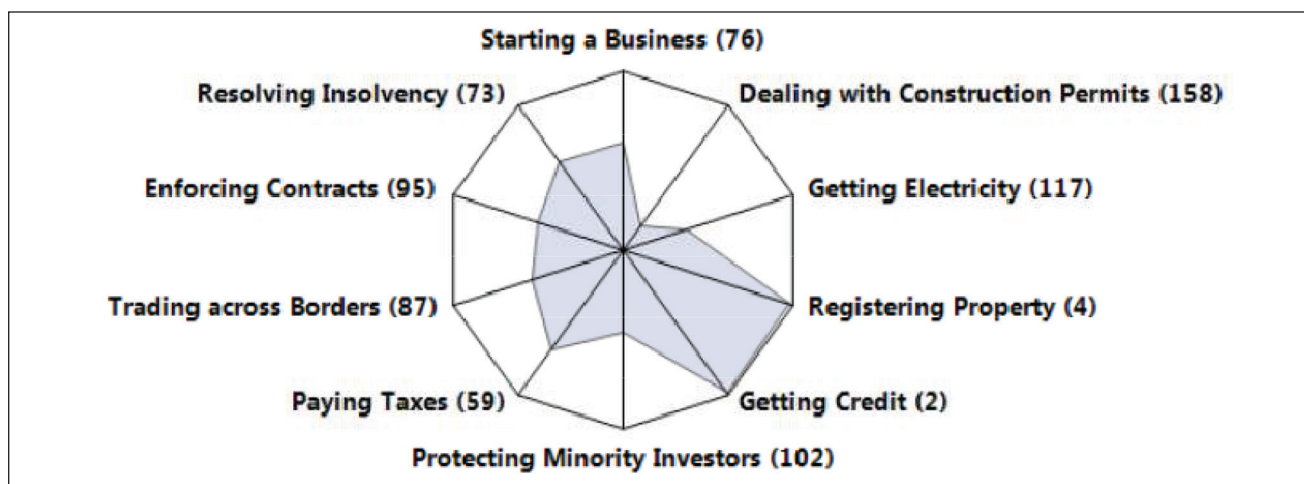 Starting a Business (76)
Resolving Insolvency (73)
Dealing with Construction Permits (158)
Enforcing Contracts (95)
Getting Electricity (117)
Trading across Borders (87)
Registering Property (4)
Paying Taxes (59)
Getting Credit (2)
Protecting Minority Investors (102)